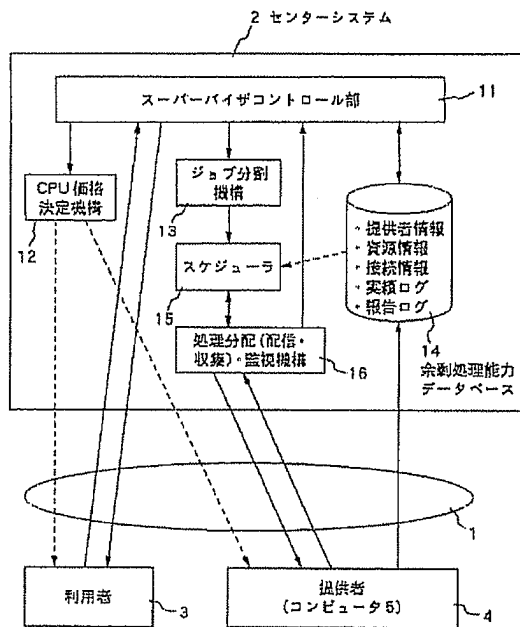 2 センターシステム
スーパーバイザコントロール部
11
CPU価格
決定機構
12
ジョブ分割
機構
13
スケジューラ
15
・提供者情報
・資源情報
・接続情報
・実績ログ
・報告ログ
14
余剰処理能力
データベース
処理分配(配信・
収集)・監視機構
16
1
利用者
3
提供者
(コンピュータ5)
4